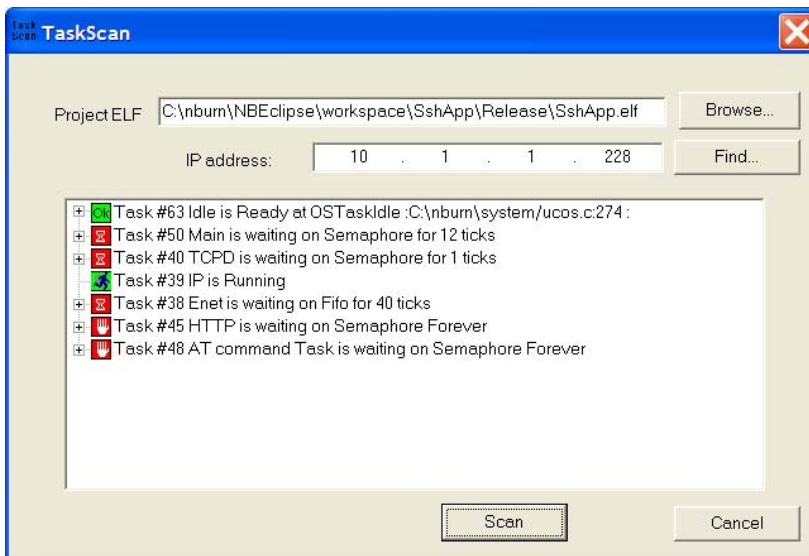 Task Scan TaskScan
Project ELF C:\nburn\NBEclipse\workspace\SshApp\Release\SshApp.elf Browse...
IP address: 10 . 1 . 1 . 228 Find...
Ok Task #63 Idle is Ready at OSTaskIdle :C:\nburn\system/ucos.c:274 :
Task #50 Main is waiting on Semaphore for 12 ticks
Task #40 TCPD is waiting on Semaphore for 1 ticks
Task #39 IP is Running
Task #38 Enet is waiting on Fifo for 40 ticks
Task #45 HTTP is waiting on Semaphore Forever
Task #48 AT command Task is waiting on Semaphore Forever
Scan Cancel